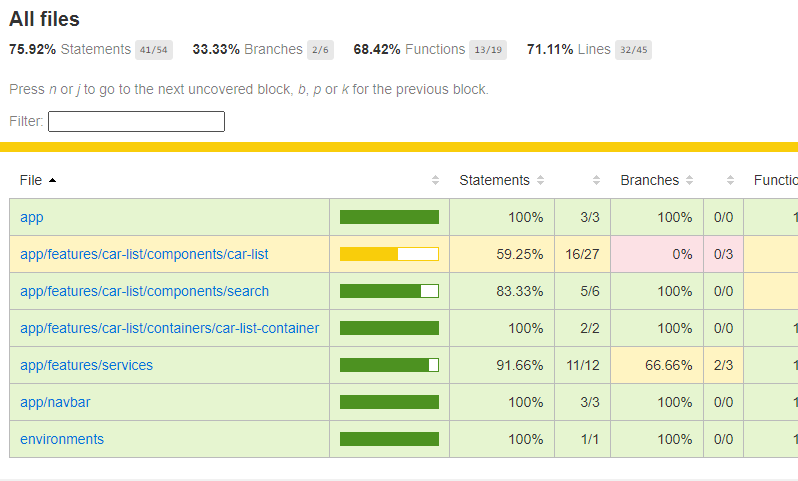 All files
75.92% Statements 41/54 33.33% Branches 2/6 68.42% Functions 13/19 71.11% Lines 32/45
Press n or j to go to the next uncovered block, b, p or k for the previous block.
Filter:
File Statements Branches Functio
app 100% 3/3 100% 0/0 1
app/features/car-list/components/car-list 59.25% 16/27 0% 0/3
app/features/car-list/components/search 83.33% 5/6 100% 0/0
app/features/car-list/containers/car-list-container 100% 2/2 100% 0/0 1
app/features/services 91.66% 11/12 66.66% 2/3 1
app/navbar 100% 3/3 100% 0/0 1
environments 100% 1/1 100% 0/0 1